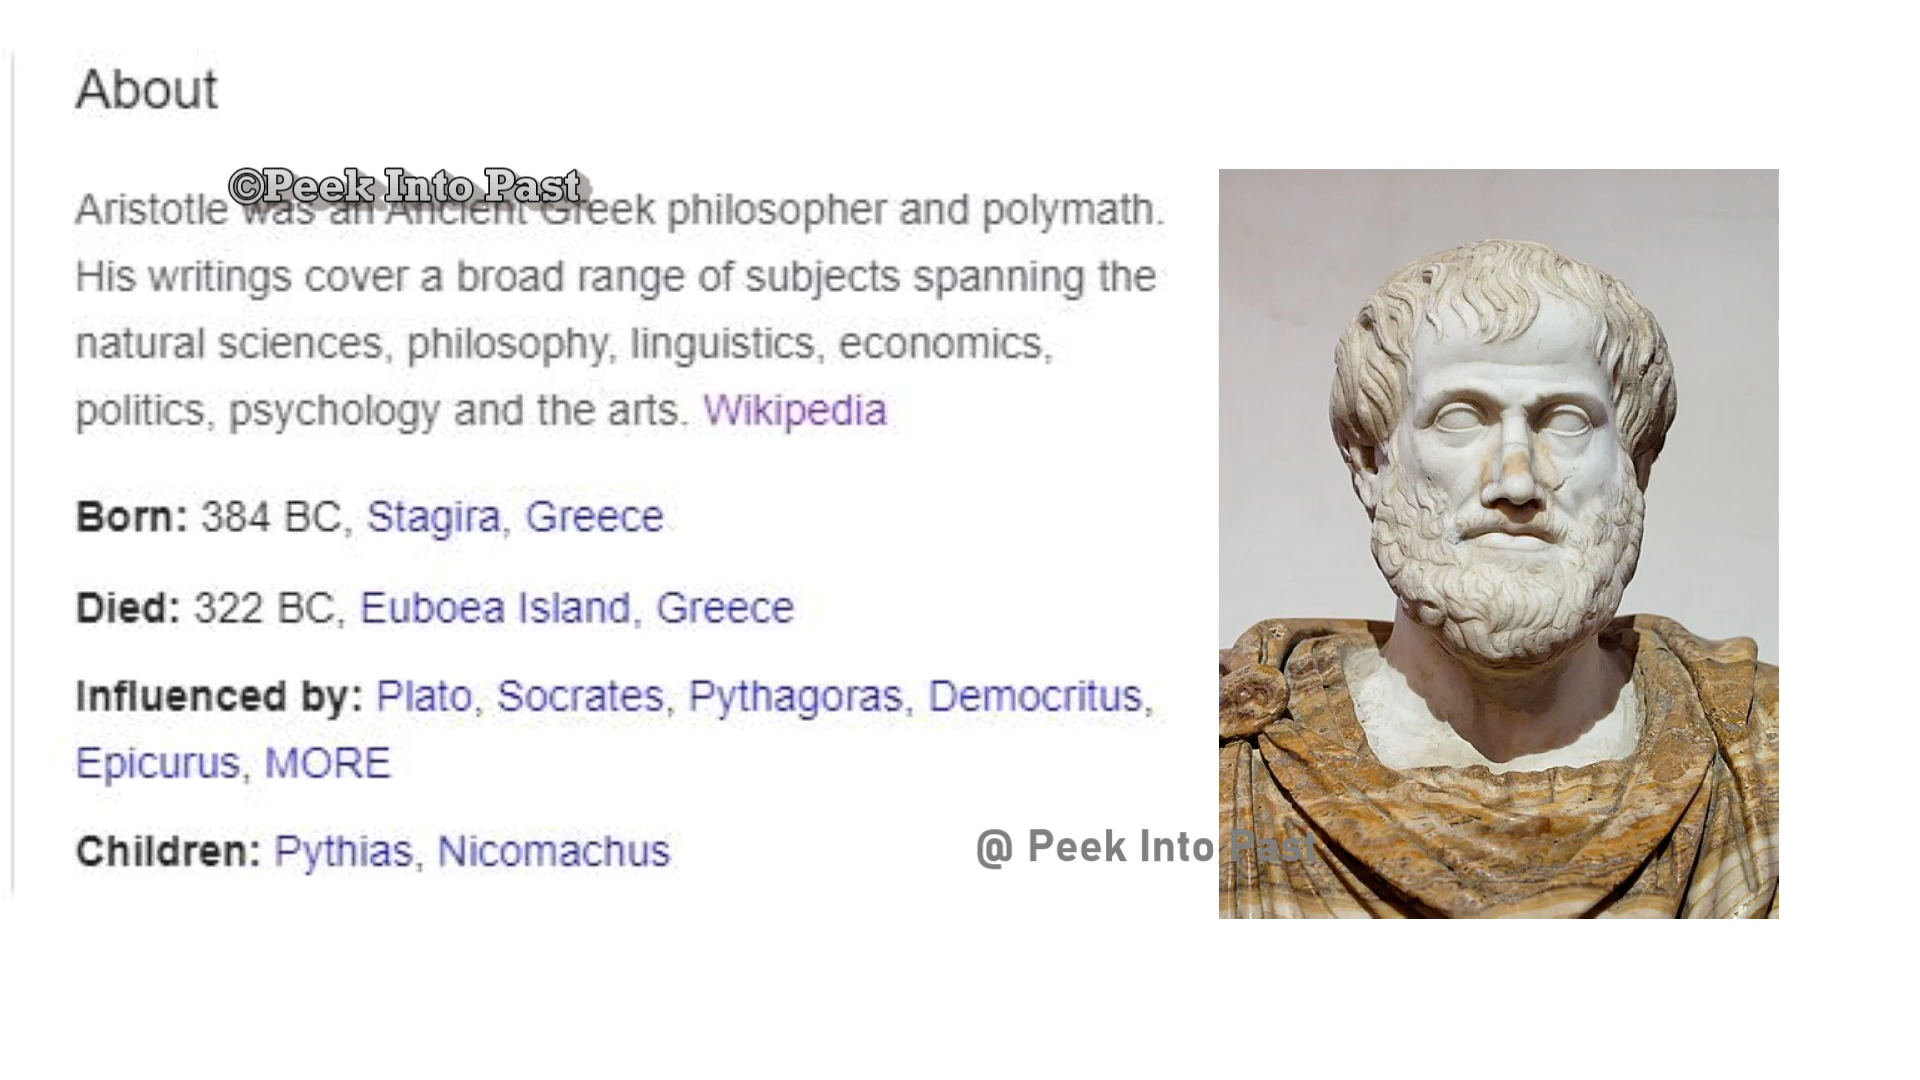 About
©Peek Into Past
Aristotle was an Ancient Greek philosopher and polymath.
His writings cover a broad range of subjects spanning the
natural sciences, philosophy, linguistics, economics,
politics, psychology and the arts. Wikipedia
Born: 384 BC, Stagira, Greece
Died: 322 BC, Euboea Island, Greece
Influenced by: Plato, Socrates, Pythagoras, Democritus,
Epicurus, MORE
Children: Pythias, Nicomachus
@ Peek Into Past